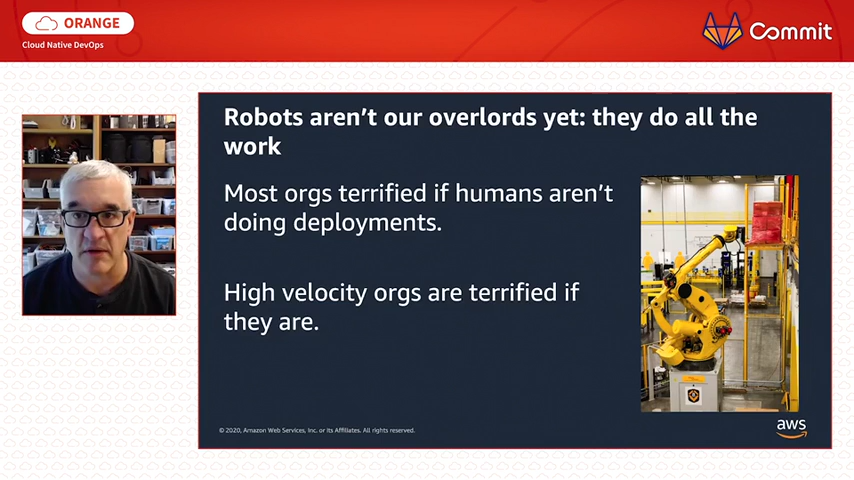 ORANGE
Cloud Native DevOps
Commit
Robots aren't our overlords yet: they do all the
work
Most orgs terrified if humans aren't
doing deployments.
High velocity orgs are terrified if
they are.
© 2020, Amazon Web Services, Inc. or its Affiliates. All rights reserved.
aws